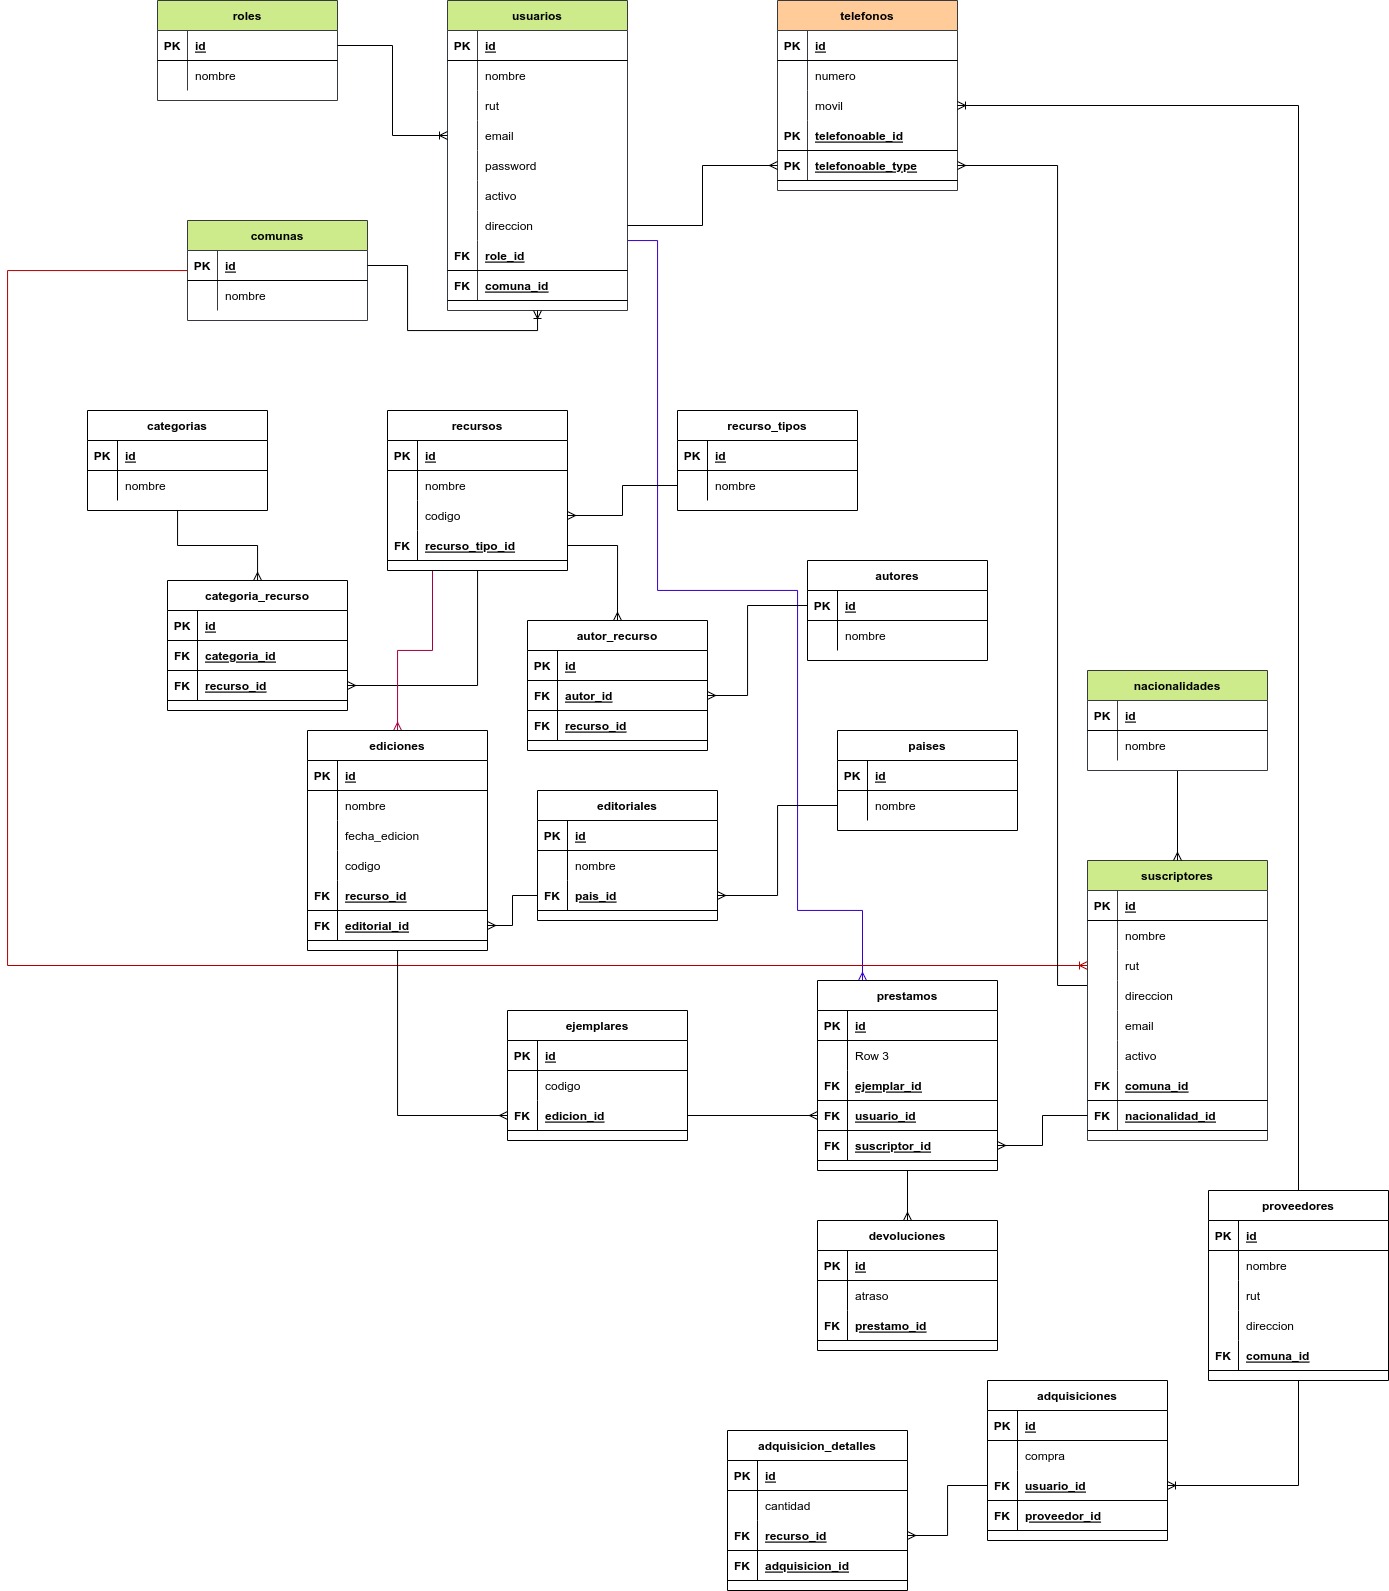 roles
PK id
nombre
usuarios
PK id
nombre
rut
email
password
activo
direccion
FK role_id
FK comuna_id
telefonos
PK id
numero
movil
PK telefonoable_id
PK telefonoable_type
comunas
PK id
nombre
categorias
PK id
nombre
recursos
PK id
nombre
codigo
FK recurso_tipo_id
recurso_tipos
PK id
nombre
categoria_recurso
PK id
FK categoria_id
FK recurso_id
autor_recurso
PK id
FK autor_id
FK recurso_id
autores
PK id
nombre
nacionalidades
PK id
nombre
ediciones
PK id
nombre
fecha_edicion
codigo
FK recurso_id
FK editorial_id
editoriales
PK id
nombre
FK pais_id
paises
PK id
nombre
suscriptores
PK id
nombre
rut
direccion
email
activo
FK comuna_id
FK nacionalidad_id
ejemplares
PK id
codigo
FK edicion_id
prestamos
PK id
Row 3
FK ejemplar_id
FK usuario_id
FK suscriptor_id
devoluciones
PK id
atraso
FK prestamo_id
proveedores
PK id
nombre
rut
direccion
FK comuna_id
adquisiciones
PK id
compra
FK usuario_id
FK proveedor_id
adquisicion_detalles
PK id
cantidad
FK recurso_id
FK adquisicion_id